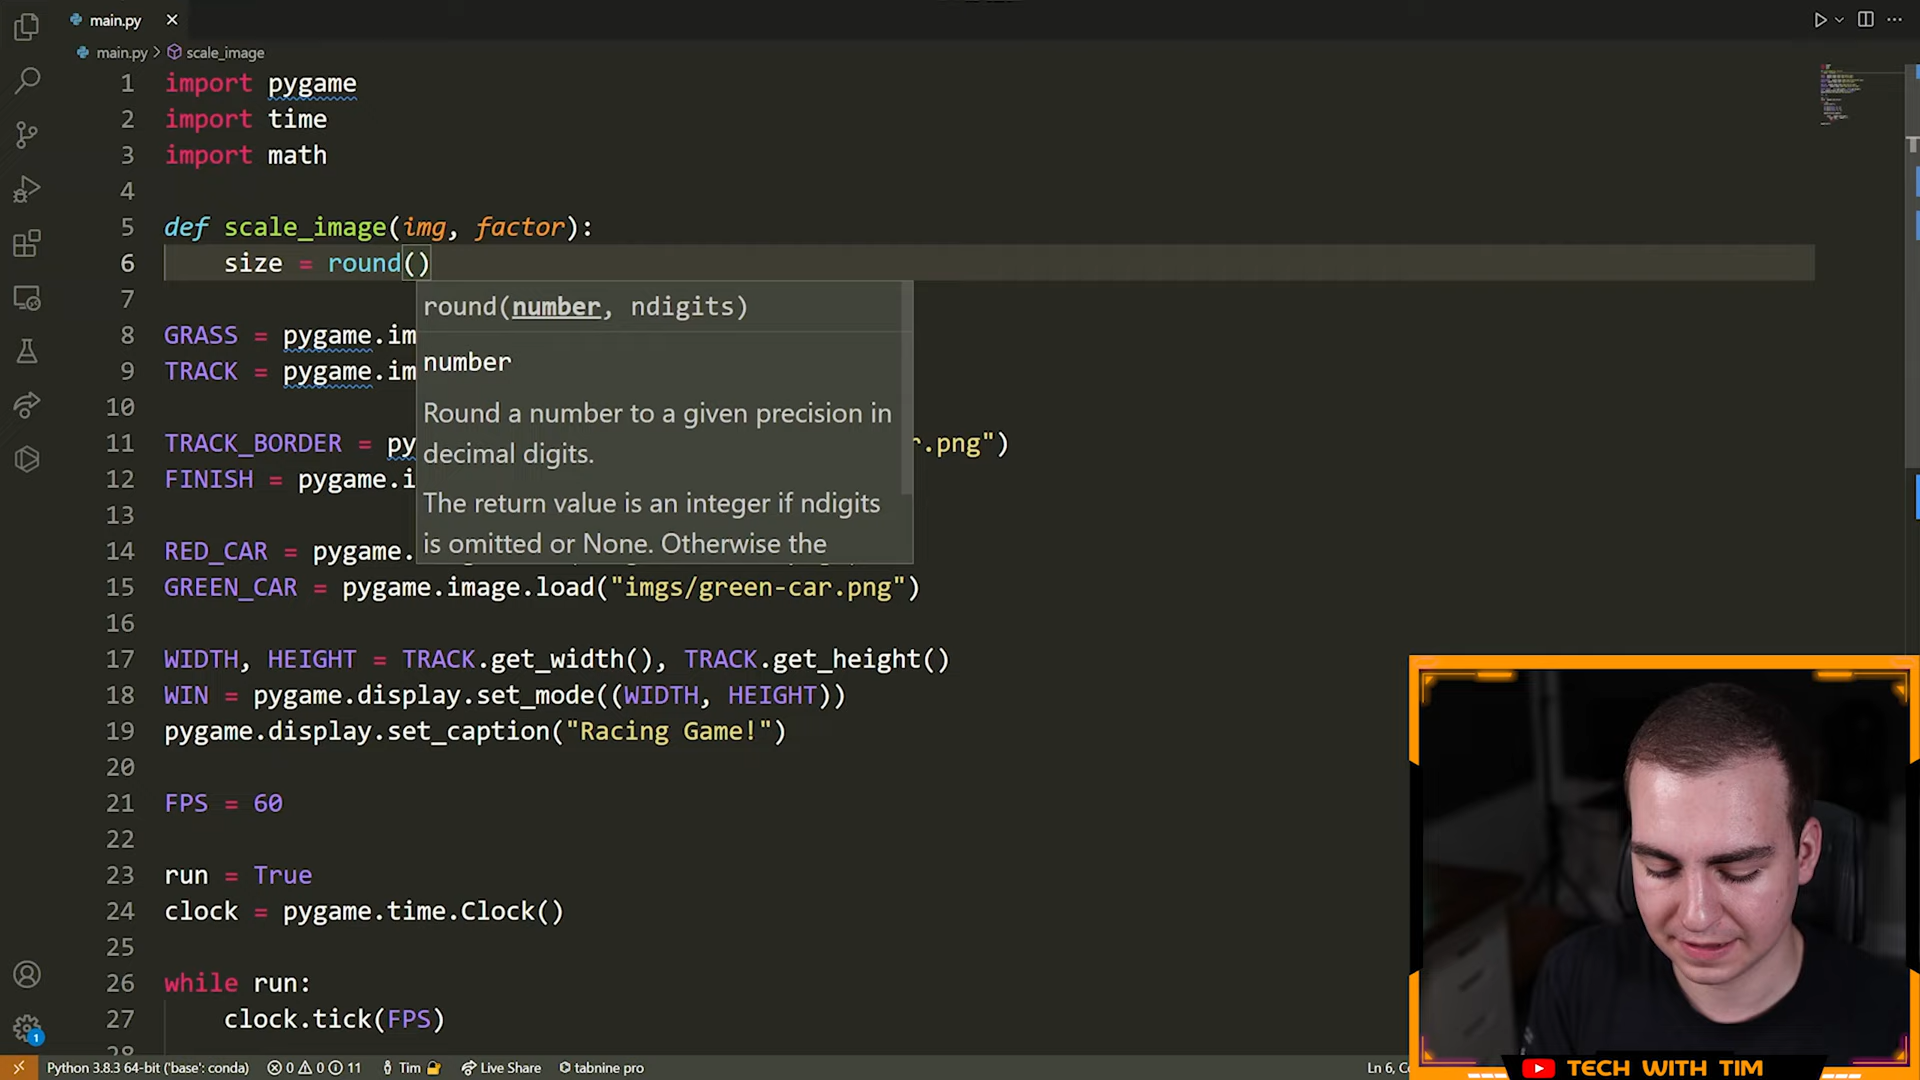 main.py
main.py > scale_image
1 import pygame
2 import time
3 import math
4
5 def scale_image(img, factor):
6 size = round()
round(number, ndigits)
7
number
8 GRASS = pygame.im
9 TRACK = pygame.im
Round a number to a given precision in
decimal digits.
10
11 TRACK_BORDER = py r.png")
12 FINISH = pygame.i
The return value is an integer if ndigits
is omitted or None. Otherwise the
13
14 RED_CAR = pygame.
15 GREEN_CAR = pygame.image.load("imgs/green-car.png")
16
17 WIDTH, HEIGHT = TRACK.get_width(), TRACK.get_height()
18 WIN = pygame.display.set_mode((WIDTH, HEIGHT))
19 pygame.display.set_caption("Racing Game!")
20
21 FPS = 60
22
23 run = True
24 clock = pygame.time.Clock()
25
26 while run:
27 clock.tick(FPS)
1
Python 3.8.3 64-bit ('base': conda) 0 0 11 Tim Live Share tabnine pro Ln 6,
TECH WITH TIM